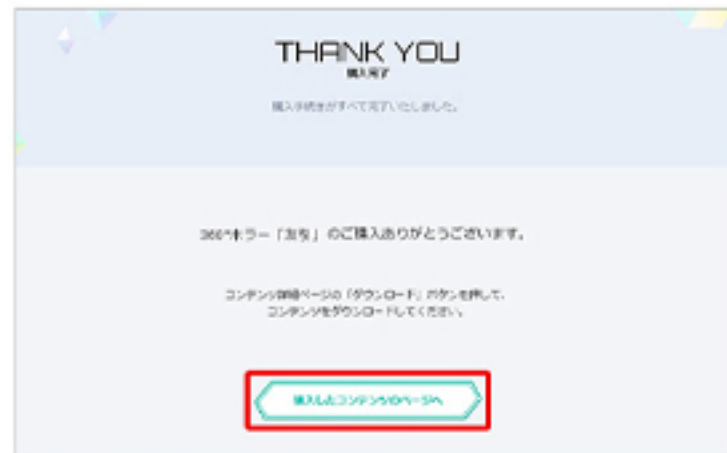 THANK YOU
購入完了
購入手続きがすべて完了いたしました。
360°ホラー「友引」のご購入ありがとうございます。
コンテンツ詳細ページの「ダウンロード」ボタンを押して、
コンテンツをダウンロードしてください。
購入したコンテンツのページへ